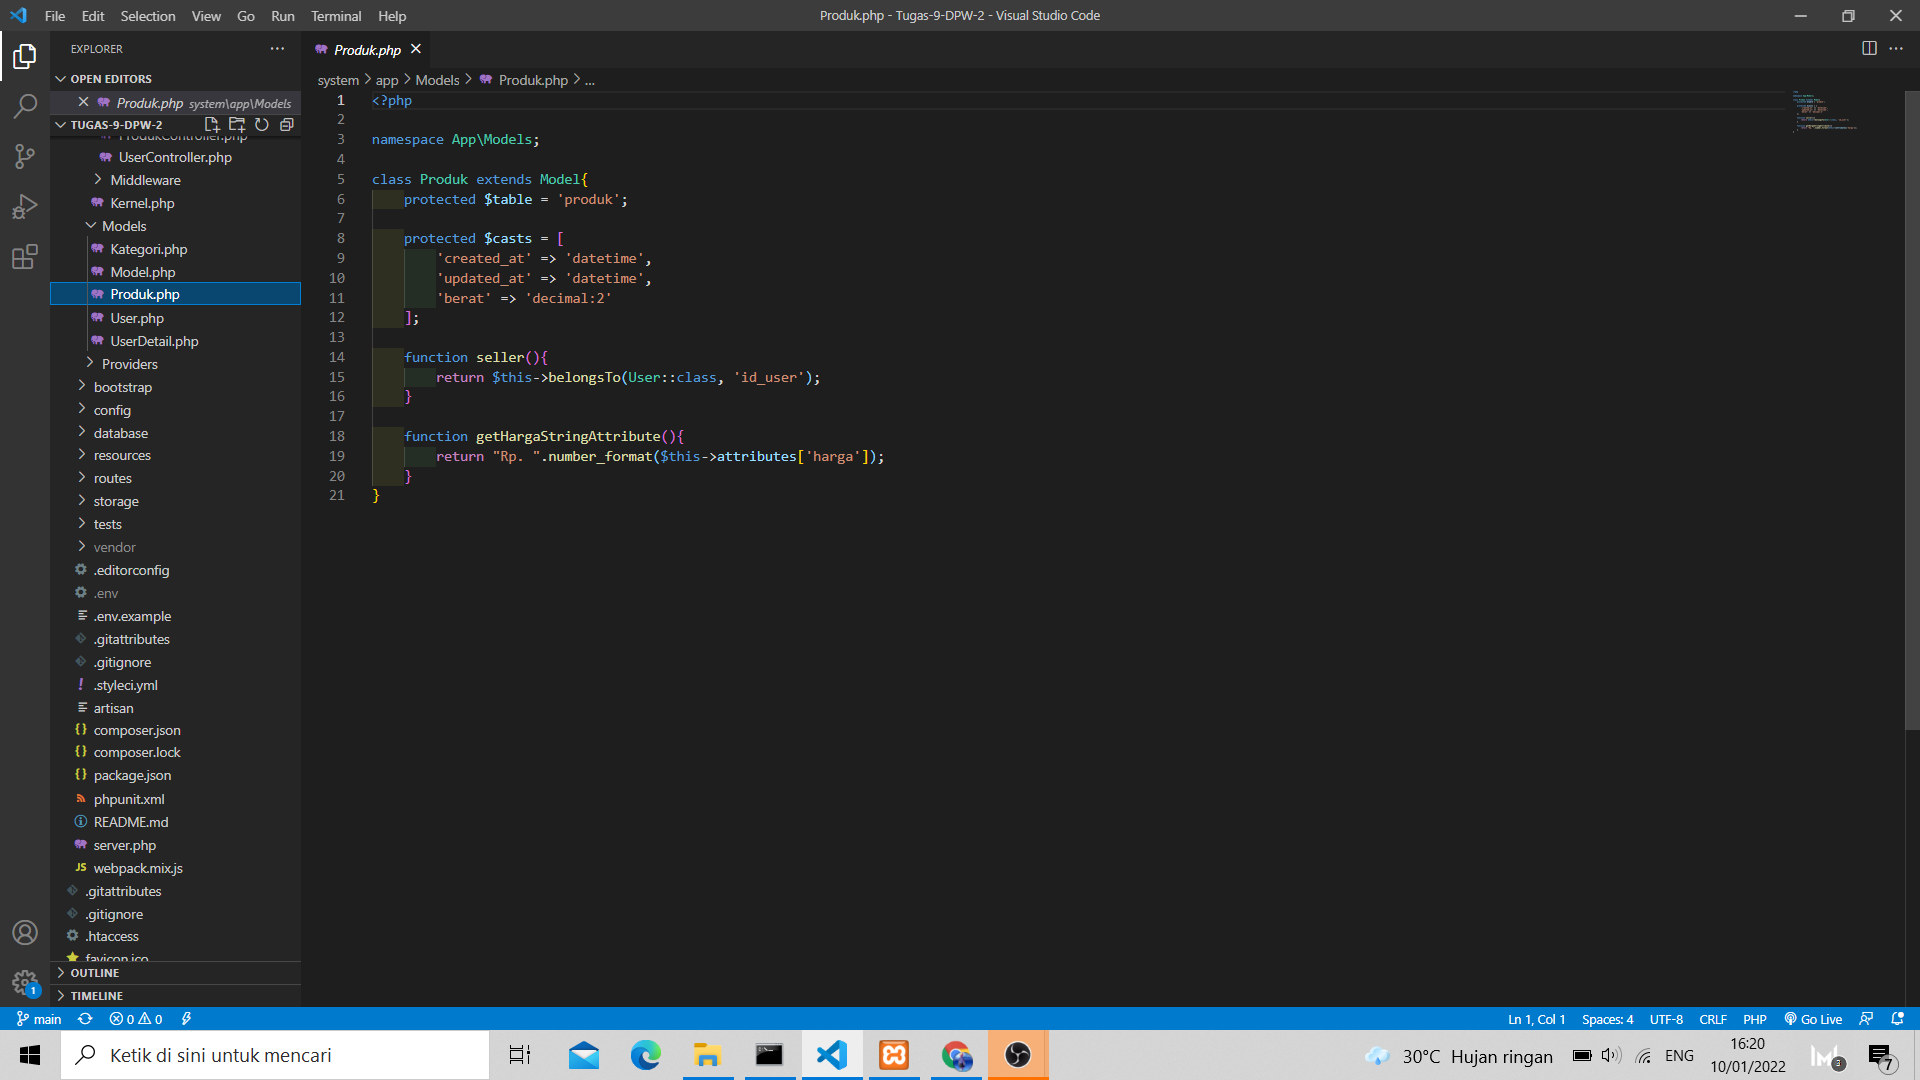 File Edit Selection View Go Run Terminal Help
Produk.php - Tugas-9-DPW-2 - Visual Studio Code
EXPLORER
OPEN EDITORS
Produk.php system\app\Models
TUGAS-9-DPW-2
ProdukController.php
UserController.php
Middleware
Kernel.php
Models
Kategori.php
Model.php
Produk.php
User.php
UserDetail.php
Providers
bootstrap
config
database
resources
routes
storage
tests
vendor
.editorconfig
.env
.env.example
.gitattributes
.gitignore
.styleci.yml
artisan
composer.json
composer.lock
package.json
phpunit.xml
README.md
server.php
webpack.mix.js
.gitattributes
.gitignore
.htaccess
favicon.ico
OUTLINE
TIMELINE
Produk.php
system > app > Models > Produk.php > ...
1 <?php
2
3 namespace App\Models;
4
5 class Produk extends Model{
6 protected $table = 'produk';
7
8 protected $casts = [
9 'created_at' => 'datetime',
10 'updated_at' => 'datetime',
11 'berat' => 'decimal:2'
12 ];
13
14 function seller(){
15 return $this->belongsTo(User::class, 'id_user');
16 }
17
18 function getHargaStringAttribute(){
19 return "Rp. ".number_format($this->attributes['harga']);
20 }
21 }
1
main 0 0 Ln 1, Col 1 Spaces: 4 UTF-8 CRLF PHP Go Live
Ketik di sini untuk mencari
30°C Hujan ringan ENG
16:20
10/01/2022
3
7